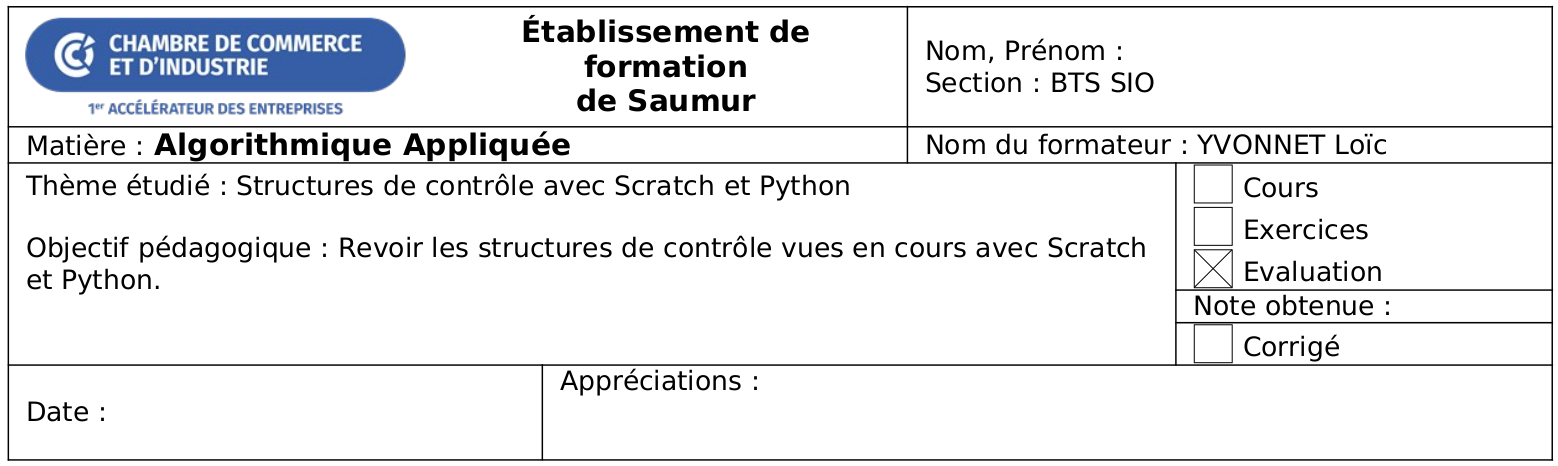 CHAMBRE DE COMMERCE
ET D'INDUSTRIE
1er ACCÉLÉRATEUR DES ENTREPRISES
Établissement de
formation
de Saumur
Nom, Prénom :
Section : BTS SIO
Matière : Algorithmique Appliquée
Nom du formateur : YVONNET Loïc
Thème étudié : Structures de contrôle avec Scratch et Python
Objectif pédagogique : Revoir les structures de contrôle vues en cours avec Scratch
et Python.
Cours
Exercices
Evaluation
Note obtenue :
Corrigé
Date :
Appréciations :